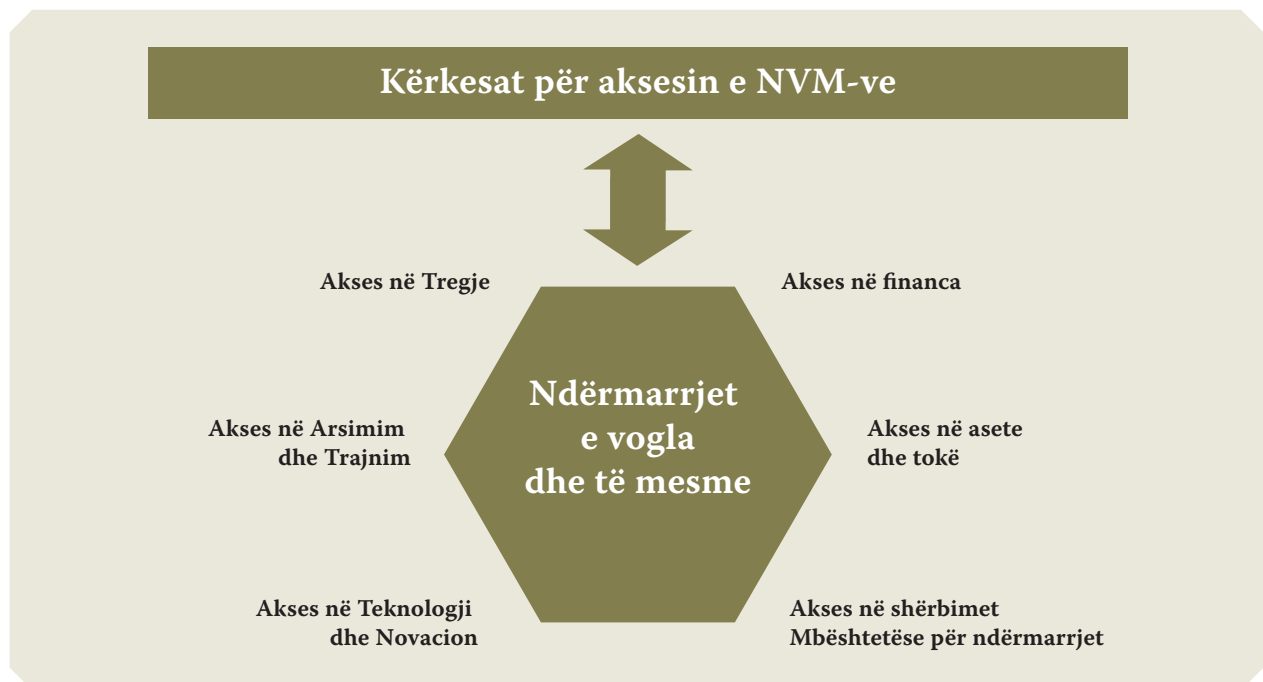 Kërkesat për aksesin e NVM-ve
Akses në Tregje
Akses në financa
Ndërmarrjet
e vogla
dhe të mesme
Akses në Arsimim
dhe Trajnim
Akses në asete
dhe tokë
Akses në Teknologji
dhe Novacion
Akses në shërbimet
Mbështetëse për ndërmarrjet